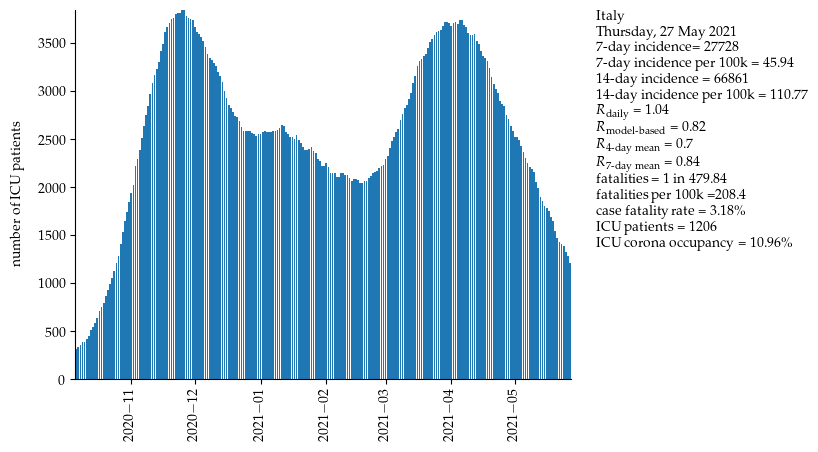 number of ICU patients
3500
3000
2500
2000
1500
1000
500
0
2020−11
2020−12
2021−01
2021−02
2021−03
2021−04
2021−05
Italy
Thursday, 27 May 2021
7-day incidence= 27728
7-day incidence per 100k = 45.94
14-day incidence = 66861
14-day incidence per 100k = 110.77
R daily = 1.04
R model-based = 0.82
R 4-day mean = 0.7
R 7-day mean = 0.84
fatalities = 1 in 479.84
fatalities per 100k =208.4
case fatality rate = 3.18%
ICU patients = 1206
ICU corona occupancy = 10.96%